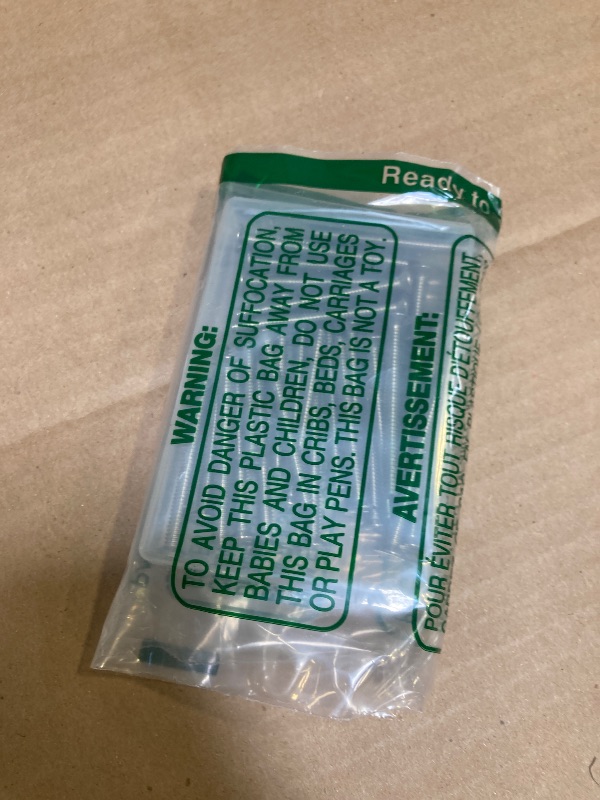 Ready to
WARNING:
TO AVOID DANGER OF SUFFOCATION,
KEEP THIS PLASTIC BAG AWAY FROM
BABIES AND CHILDREN, DO NOT USE
THIS BAG IN CRIBS, BEDS, CARRIAGES
OR PLAY PENS. THIS BAG IS NOT A TOY.
AVERTISSEMENT:
POUR ÉVITER TOUT RISQUE D'ÉTOUFFEMENT,